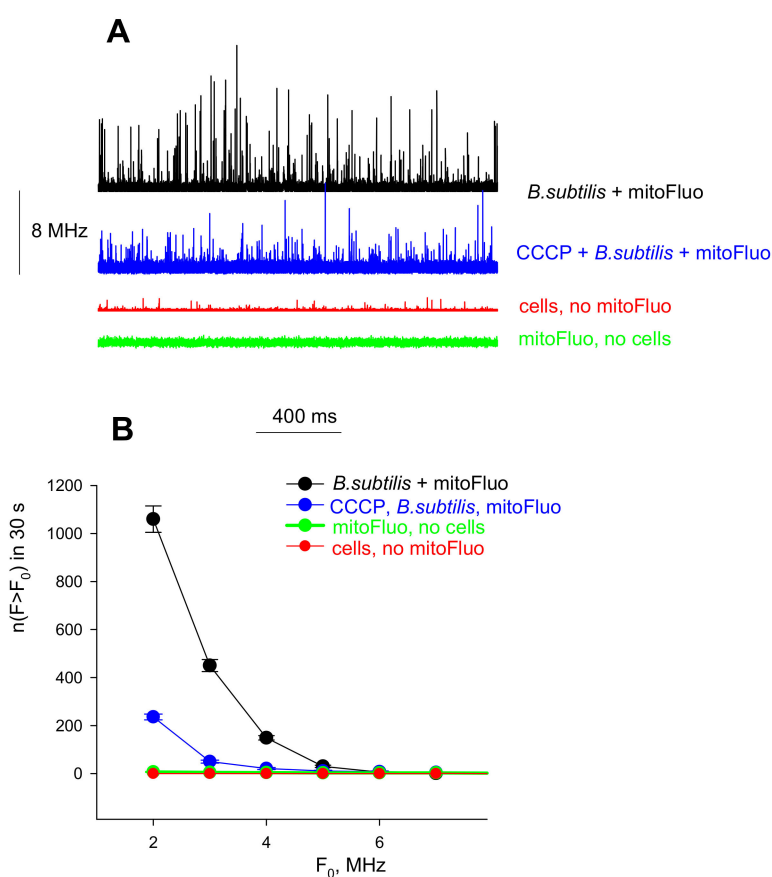 A
B.subtilis + mitoFluo
8 MHz
CCCP + B.subtilis + mitoFluo
cells, no mitoFluo
mitoFluo, no cells
400 ms
B
B.subtilis + mitoFluo
CCCP, B.subtilis, mitoFluo
mitoFluo, no cells
cells, no mitoFluo
n(F>F0) in 30 s
1200
1000
800
600
400
200
0
2 4 6
F0, MHz